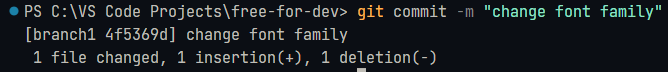 PS C:\VS Code Projects\free-for-dev> git commit -m "change font family"
[branch1 4f5369d] change font family
 1 file changed, 1 insertion(+), 1 deletion(-)